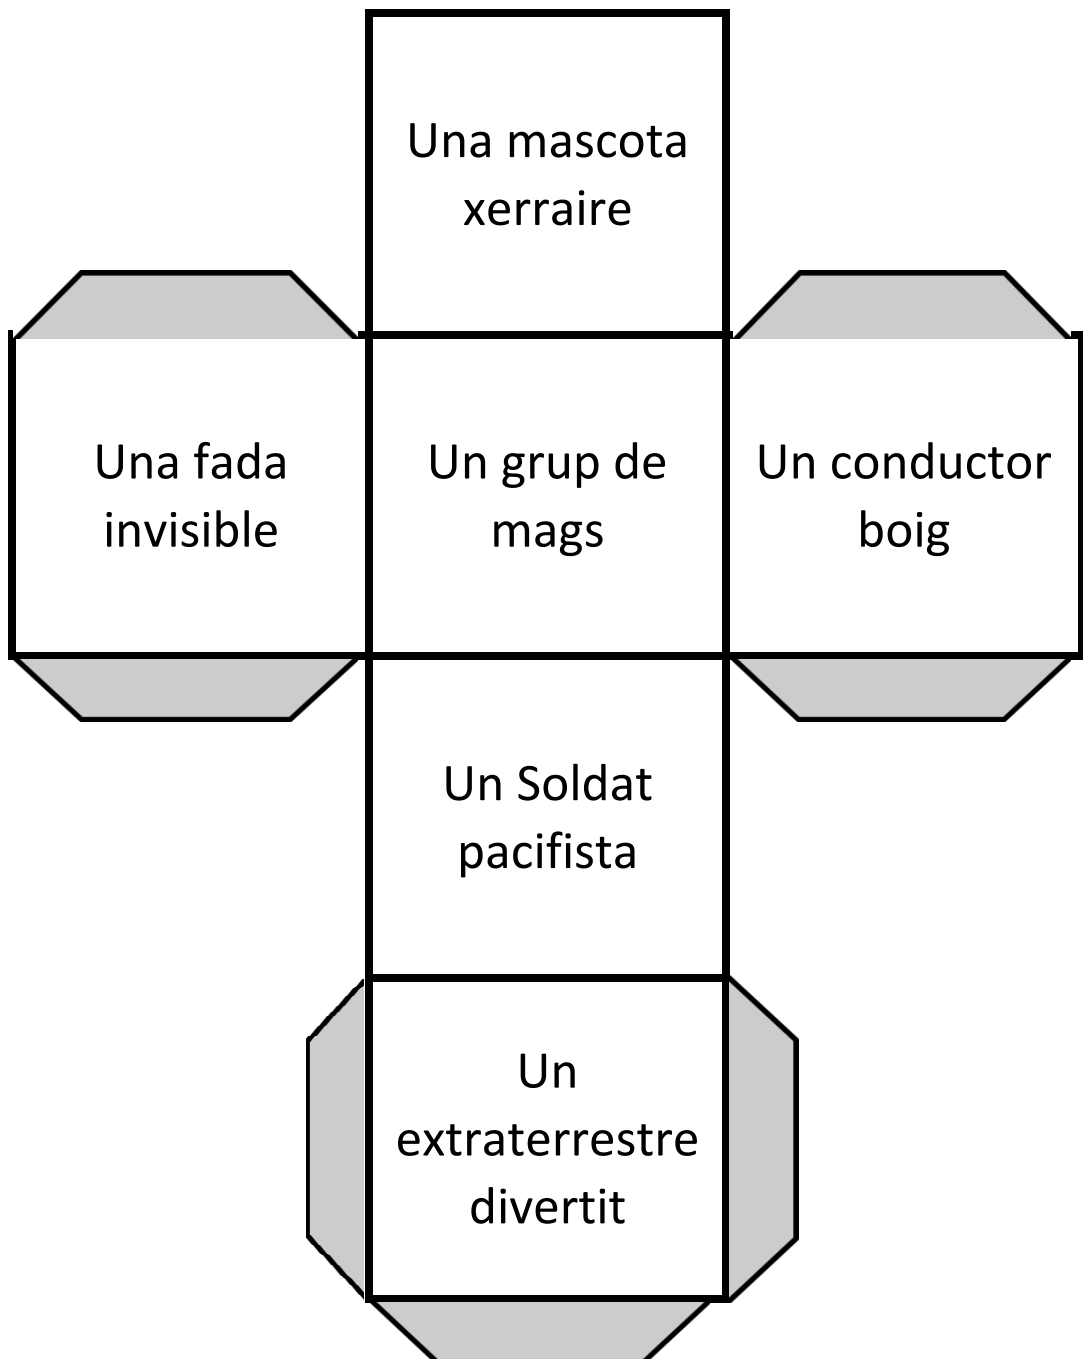 Una mascota
xerraire
Una fada
invisible
Un grup de
mags
Un conductor
boig
Un Soldat
pacifista
Un
extraterrestre
divertit